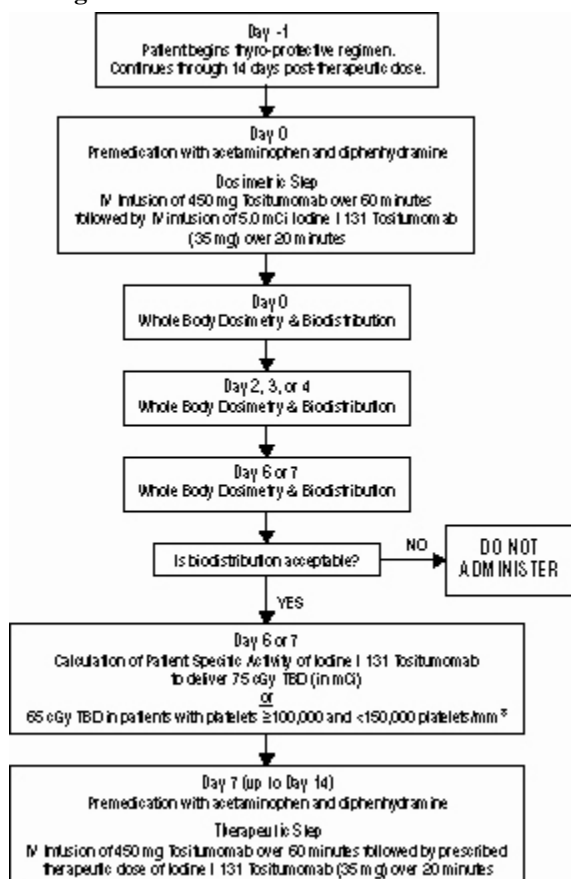 Day -1
Patient begins thyro-protective regimen.
Continues through 14 days post-therapeutic dose.
Day 0
Premedication with acetaminophen and diphenhydramine
Dosimetric Step
IV Infusion of 450 mg Tositumomab over 60 minutes
followed by IV infusion of 5.0 mCi Iodine I 131 Tositumomab
(35 mg) over 20 minutes
Day 0
Whole Body Dosimetry & Biodistribution
Day 2, 3, or 4
Whole Body Dosimetry & Biodistribution
Day 6 or 7
Whole Body Dosimetry & Biodistribution
Is biodistribution acceptable?
NO
DO NOT
ADMINISTER
YES
Day 6 or 7
Calculation of Patient Specific Activity of Iodine I 131 Tositumomab
to deliver 75 cGy TBD (in mCi)
or
65 cGy TBD in patients with platelets ≥100,000 and <150,000 platelets/mm³
Day 7 (up to Day 14)
Premedication with acetaminophen and diphenhydramine
Therapeutic Step
IV Infusion of 450 mg Tositumomab over 60 minutes followed by prescribed
therapeutic dose of Iodine I 131 Tositumomab (35 mg) over 20 minutes